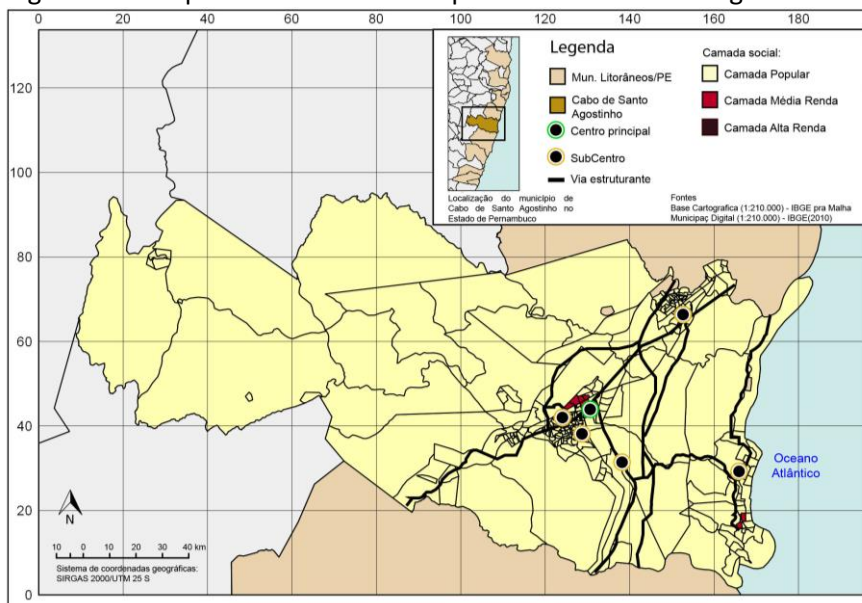 0 20 40 60 80 100 120 140 160 180
120
100
80
60
40
20
0
Legenda
Mun. Litorâneos/PE
Cabo de Santo
Agostinho
Centro principal
SubCentro
Via estruturante
Camada social:
Camada Popular
Camada Média Renda
Camada Alta Renda
Localização do município de
Cabo de Santo Agostinho no
Estado de Pernambuco
Fontes
Base Cartografica (1:210.000) - IBGE pra Malha
Municipaç Digital (1:210.000) - IBGE(2010)
Oceano
Atlântico
N
10 0 10 20 30 40 km
Sistema de coordenadas geográficas:
SIRGAS 2000/UTM 25 S